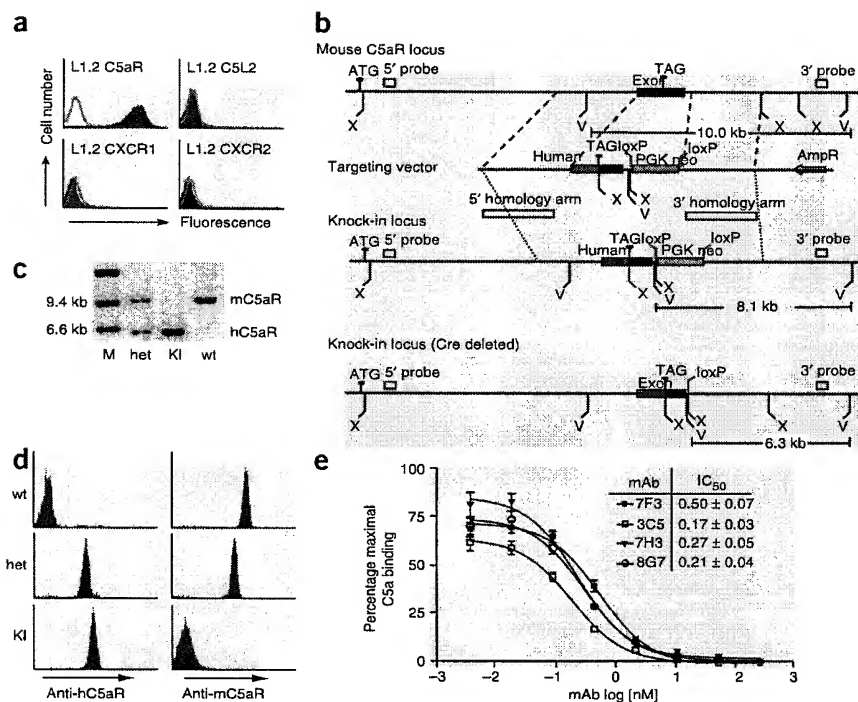 a
L1.2 C5aR
L1.2 C5L2
L1.2 CXCR1
L1.2 CXCR2
Cell number
Fluorescence
b
Mouse C5aR locus
ATG
5′ probe
TAG
Exon
3′ probe
X
V
V
10.0 kb
X
X
V
Targeting vector
Human
TAG
loxP
PGK neo
loxP
AmpR
X
X
V
5′ homology arm
3′ homology arm
Knock-in locus
ATG
5′ probe
Human
TAG
loxP
PGK neo
loxP
3′ probe
X
V
X
X
V
V
8.1 kb
Knock-in locus (Cre deleted)
ATG
5′ probe
Exon
TAG
loxP
3′ probe
X
V
X
X
V
X
V
6.3 kb
c
9.4 kb
6.6 kb
mC5aR
hC5aR
M het KI wt
d
wt
het
KI
Anti-hC5aR
Anti-mC5aR
e
Percentage maximal
C5a binding
100
75
50
25
0
−3 −2 −1 0 1 2 3
mAb log [nM]
mAb IC50
7F3 0.50 ± 0.07
3C5 0.17 ± 0.03
7H3 0.27 ± 0.05
8G7 0.21 ± 0.04